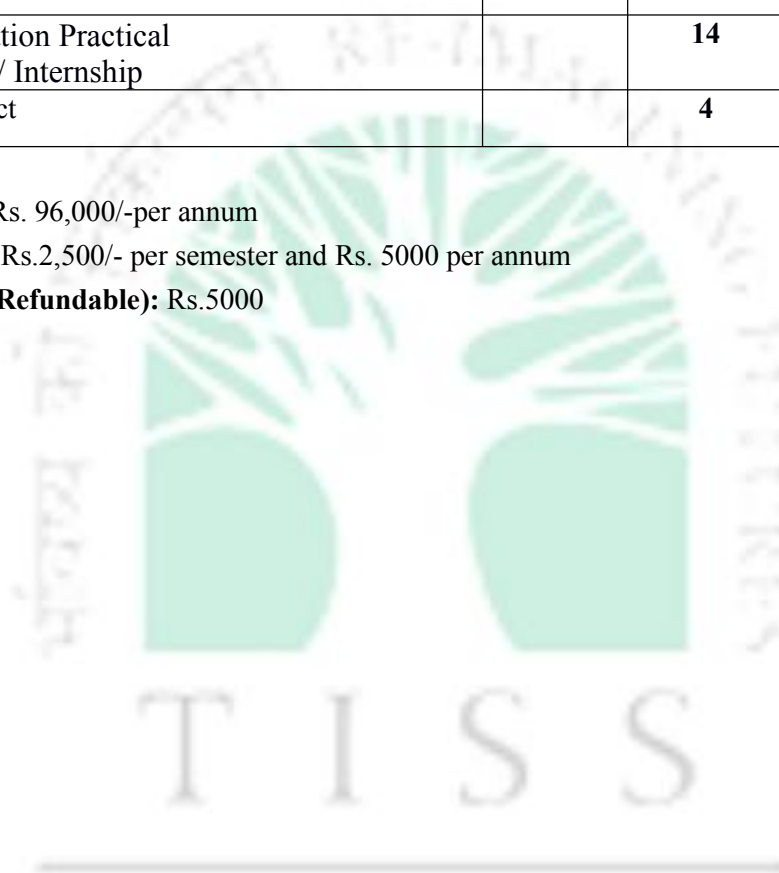 tion Practical 14
/ Internship
ct 4
Rs. 96,000/-per annum
Rs.2,500/- per semester and Rs. 5000 per annum
Refundable): Rs.5000
T I S S